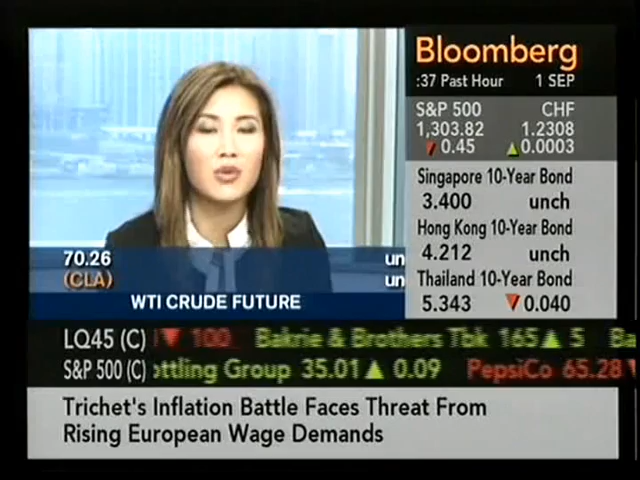 Bloomberg
:37 Past Hour 1 SEP
S&P 500 CHF
1,303.82 1.2308
▼ 0.45 ▲ 0.0003
Singapore 10-Year Bond
3.400 unch
Hong Kong 10-Year Bond
4.212 unch
Thailand 10-Year Bond
5.343 ▼ 0.040
70.26 un
(CLA) un
WTI CRUDE FUTURE
LQ45 (C) ▼ 100 Bakrie & Brothers Tbk 165 ▲ 5 Ba
S&P 500 (C) ottling Group 35.01 ▲ 0.09 PepsiCo 65.28 ▼
Trichet's Inflation Battle Faces Threat From
Rising European Wage Demands